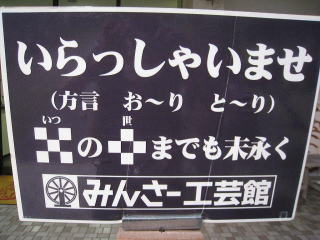 いらっしゃいませ
(方言 お〜り と〜り)
いつ 世
の までも末永く
みんさー工芸館